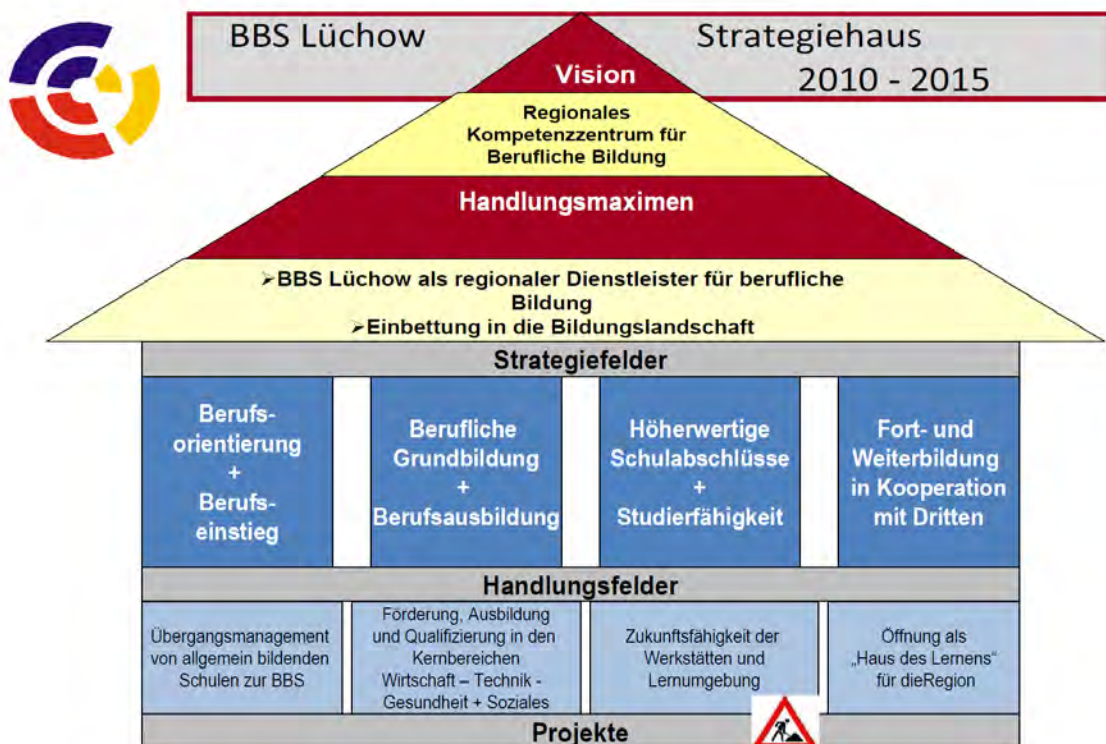 BBS Lüchow
Strategiehaus
2010 - 2015
Vision
Regionales
Kompetenzzentrum für
Berufliche Bildung
Handlungsmaximen
➢BBS Lüchow als regionaler Dienstleister für berufliche
Bildung
➢Einbettung in die Bildungslandschaft
Strategiefelder
Berufs-
orientierung
+
Berufs-
einstieg
Berufliche
Grundbildung
+
Berufsausbildung
Höherwertige
Schulabschlüsse
+
Studierfähigkeit
Fort- und
Weiterbildung
in Kooperation
mit Dritten
Handlungsfelder
Übergangsmanagement
von allgemein bildenden
Schulen zur BBS
Förderung, Ausbildung
und Qualifizierung in den
Kernbereichen
Wirtschaft – Technik -
Gesundheit + Soziales
Zukunftsfähigkeit der
Werkstätten und
Lernumgebung
Öffnung als
„Haus des Lernens“
für dieRegion
Projekte